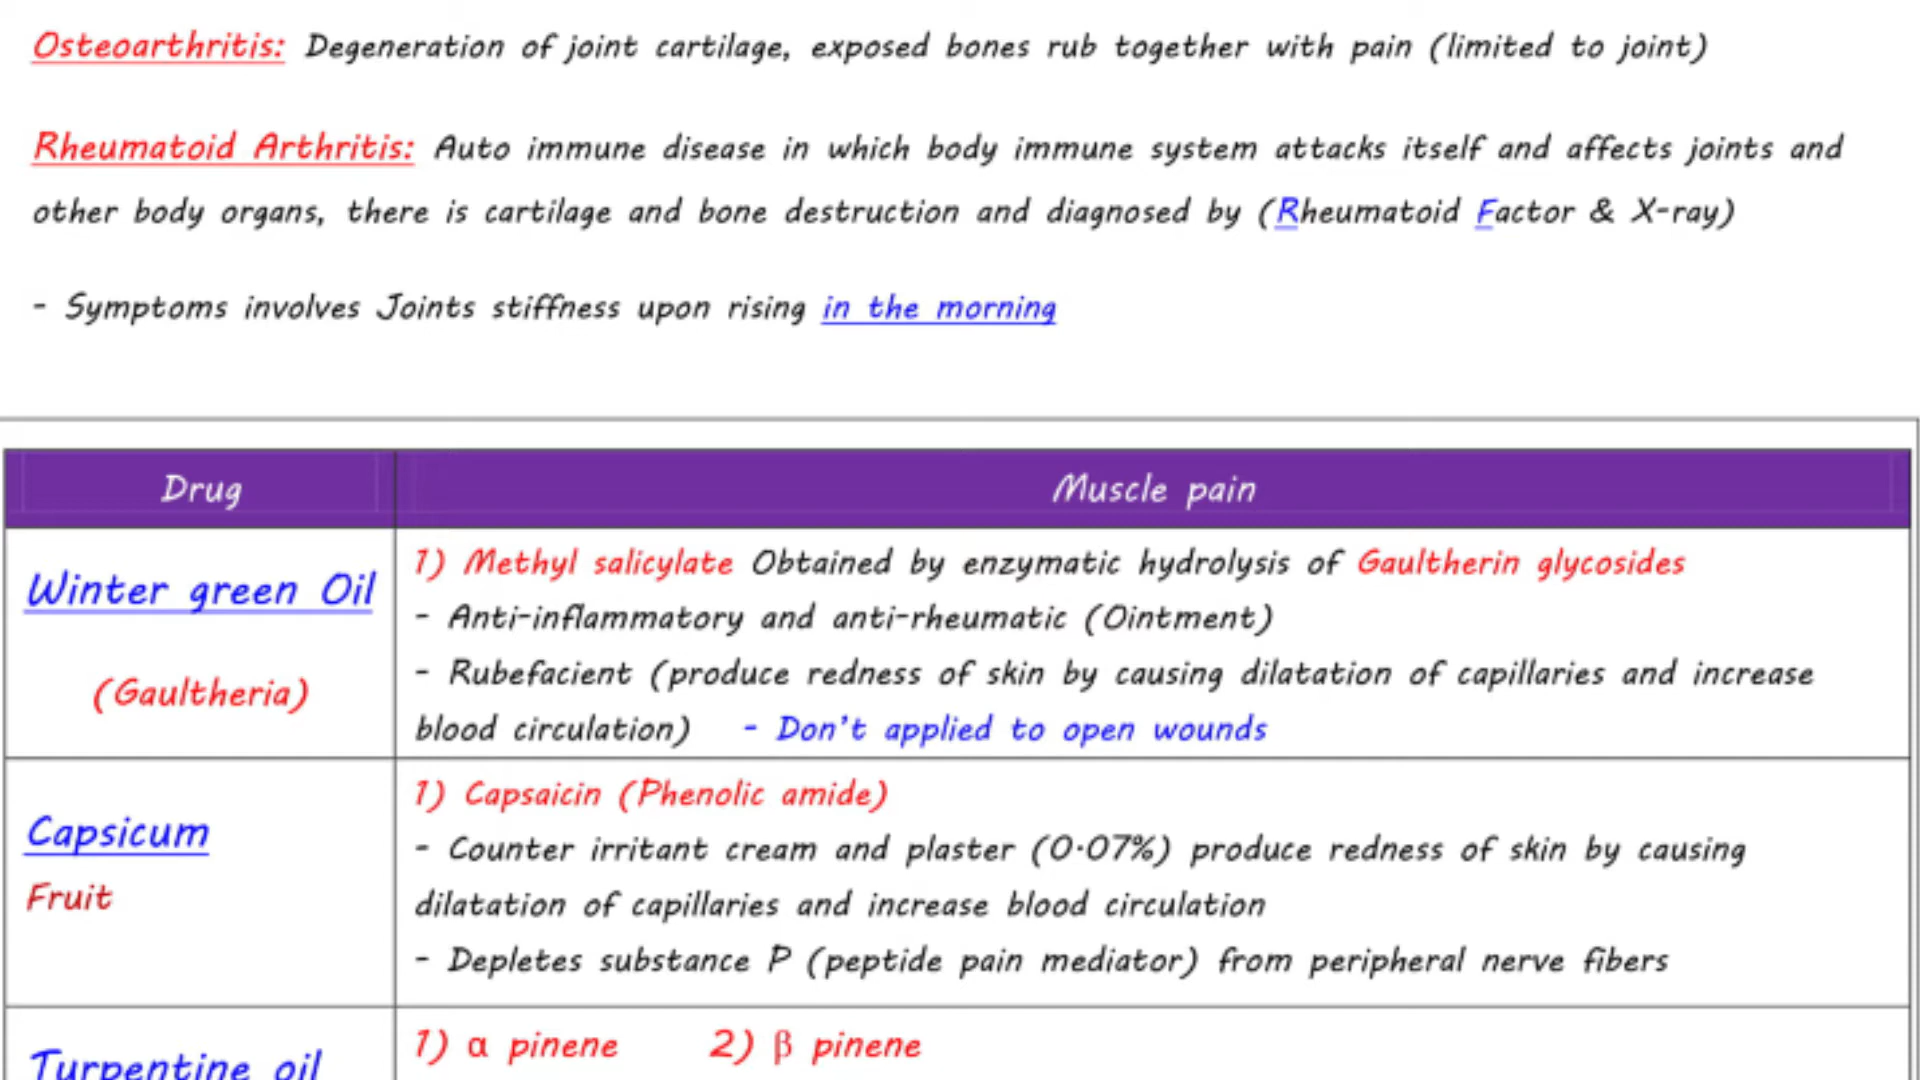 Osteoarthritis: Degeneration of joint cartilage, exposed bones rub together with pain (limited to joint)
Rheumatoid Arthritis: Auto immune disease in which body immune system attacks itself and affects joints and
other body organs, there is cartilage and bone destruction and diagnosed by (Rheumatoid Factor & X-ray)
- Symptoms involves Joints stiffness upon rising in the morning
Drug
Muscle pain
Winter green Oil
(Gaultheria)
1) Methyl salicylate Obtained by enzymatic hydrolysis of Gaultherin glycosides
- Anti-inflammatory and anti-rheumatic (Ointment)
- Rubefacient (produce redness of skin by causing dilatation of capillaries and increase
blood circulation) - Don't applied to open wounds
Capsicum
Fruit
1) Capsaicin (Phenolic amide)
- Counter irritant cream and plaster (0.07%) produce redness of skin by causing
dilatation of capillaries and increase blood circulation
- Depletes substance P (peptide pain mediator) from peripheral nerve fibers
Turpentine oil
1) α pinene 2) β pinene